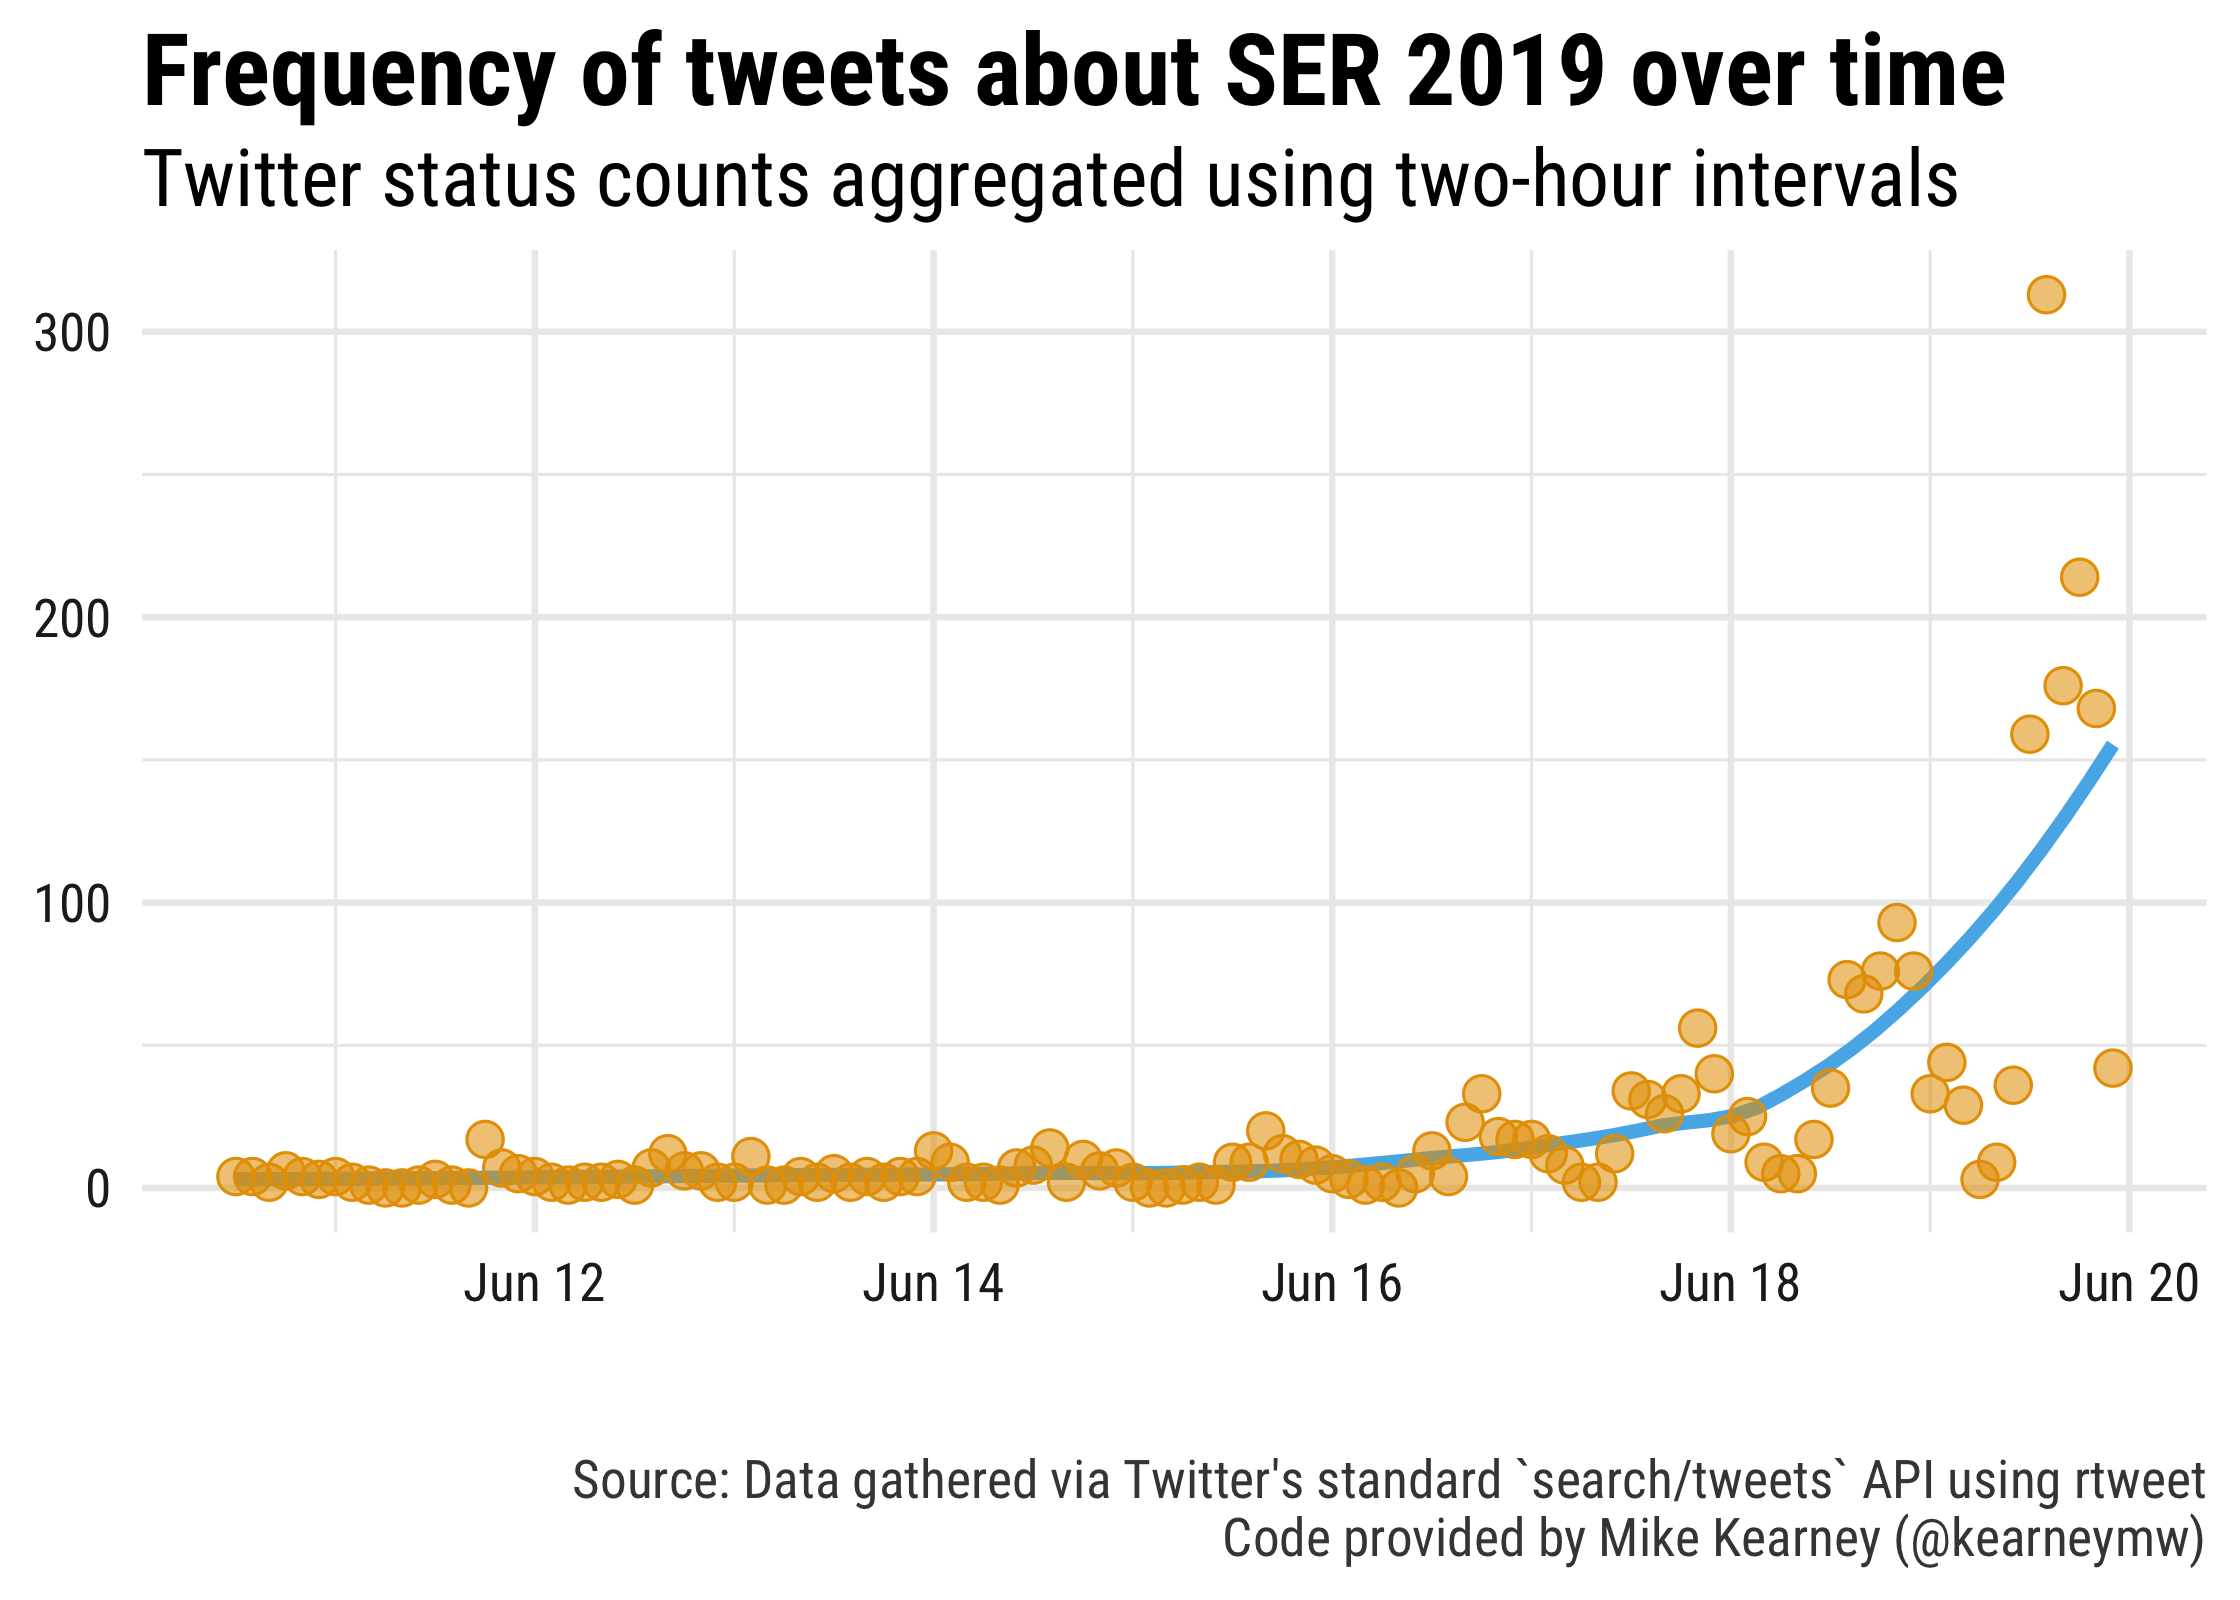 Frequency of tweets about SER 2019 over time
Twitter status counts aggregated using two-hour intervals
300
200
100
0
Jun 12 Jun 14 Jun 16 Jun 18 Jun 20
Source: Data gathered via Twitter's standard `search/tweets` API using rtweet
Code provided by Mike Kearney (@kearneymw)